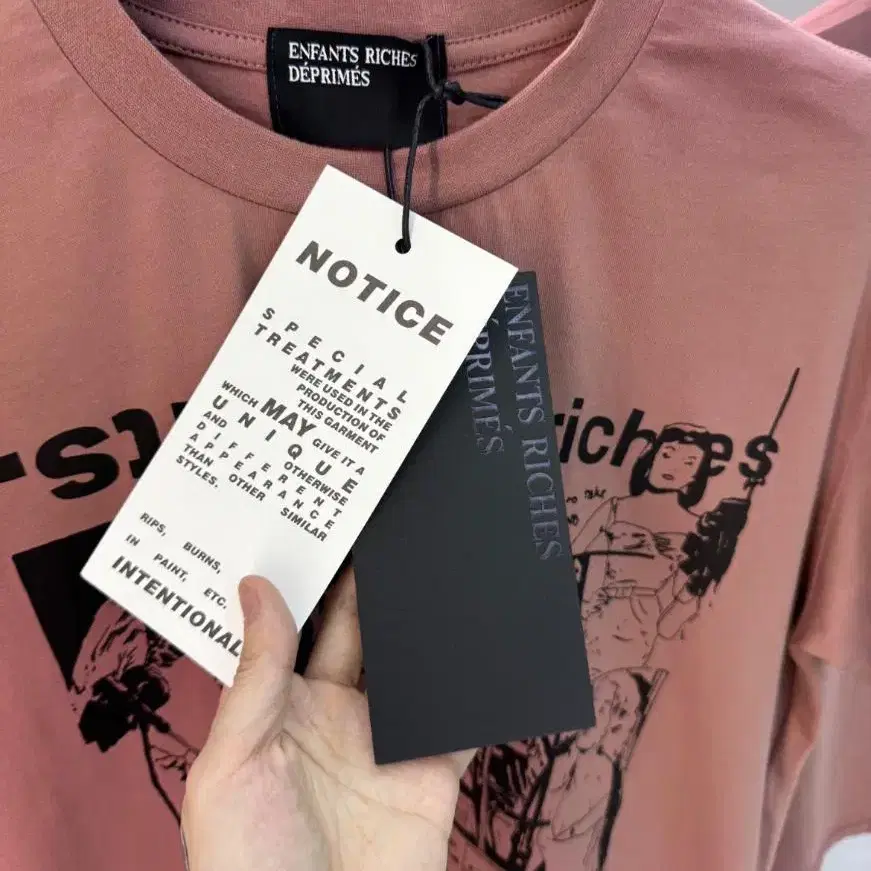 ENFANTS RICHES
DÉPRIMÉS
NOTICE
SPECIAL
TREATMENTS
WERE USED IN THE
PRODUCTION OF
THIS GARMENT
WHICH MAY GIVE IT A
UNIQUE
AND OTHERWISE
DIFFERENT
APPEARANCE
THAN OTHER SIMILAR
STYLES.
RIPS, BURNS,
IN PAINT, ETC.
INTENTIONAL
ENFANTS RICHES
DÉPRIMÉS
riches